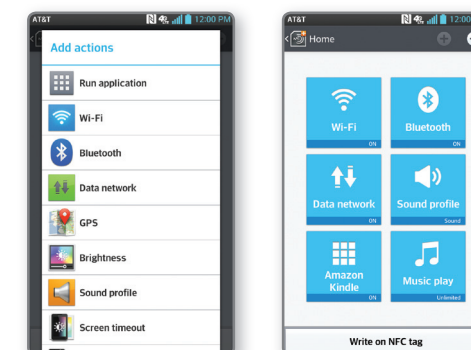 AT&T 4G 12:00 PM
Add actions
Run application
Wi-Fi
Bluetooth
Data network
GPS
Brightness
Sound profile
Screen timeout
AT&T 4G 12:00
Home
Wi-Fi
ON
Bluetooth
ON
Data network
ON
Sound profile
Sound
Amazon
Kindle
ON
Music play
Unlimited
Write on NFC tag